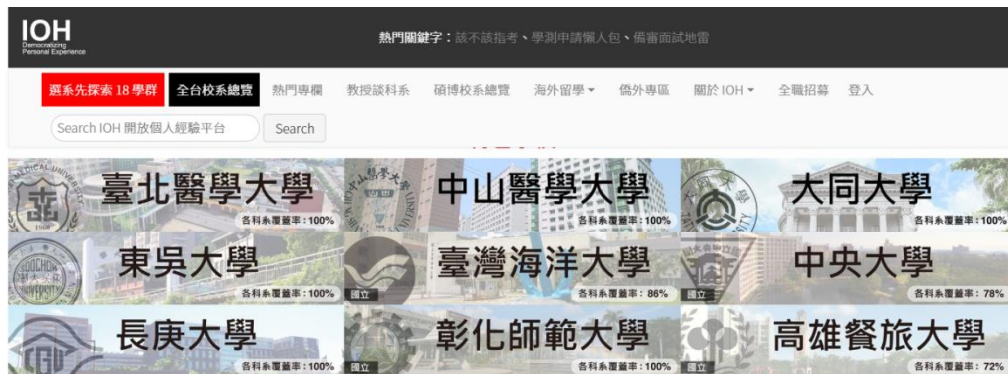 IOH
Democratizing
Personal Experience
熱門關鍵字：該不該指考、學測申請懶人包、備審面試地雷
選系先探索 18 學群 全台校系總覽 熱門專欄 教授談科系 碩博校系總覽 海外留學 僑外專區 關於 IOH 全職招募 登入
Search IOH 開放個人經驗平台 Search
臺北醫學大學 中山醫學大學 大同大學
各科系覆蓋率：100% 各科系覆蓋率：100% 各科系覆蓋率：100%
東吳大學 臺灣海洋大學 中央大學
各科系覆蓋率：100% 國立 各科系覆蓋率：86% 國立 各科系覆蓋率：78%
長庚大學 彰化師範大學 高雄餐旅大學
各科系覆蓋率：100% 國立 各科系覆蓋率：100% 國立 各科系覆蓋率：72%